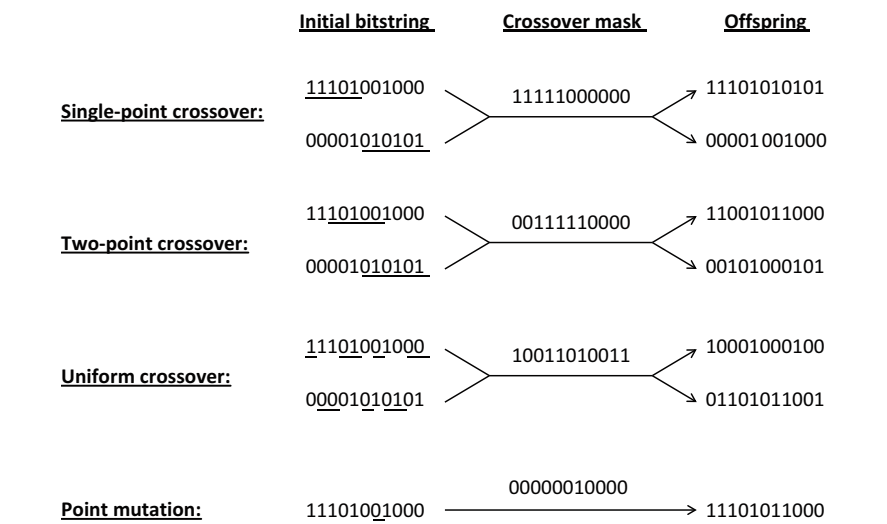 Initial bitstring Crossover mask Offspring
11101001000 11111000000 11101010101
Single-point crossover:
00001010101 00001001000
11101001000 00111110000 11001011000
Two-point crossover:
00001010101 00101000101
11101001000 10011010011 10001000100
Uniform crossover:
00001010101 01101011001
00000010000
Point mutation: 11101001000 11101011000